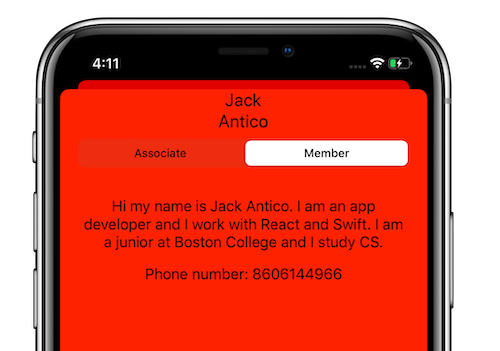 4:11
Jack
Antico
Associate
Member
Hi my name is Jack Antico. I am an app
developer and I work with React and Swift. I am
a junior at Boston College and I study CS.
Phone number: 8606144966